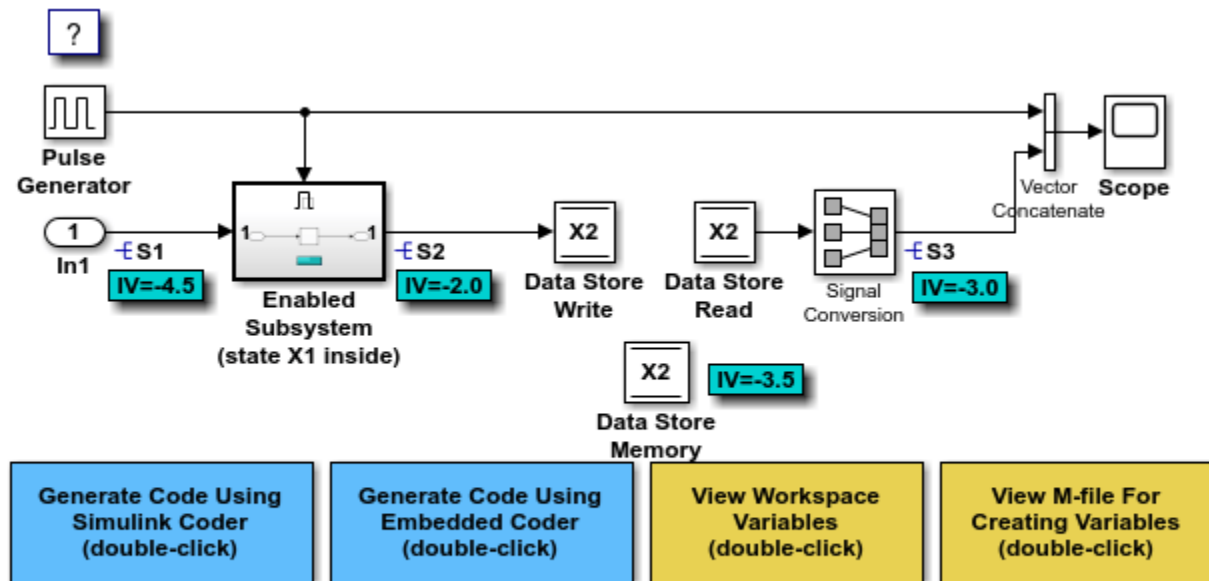 ?
Pulse
Generator
1
In1
S1
IV=-4.5
1
1
Enabled
Subsystem
(state X1 inside)
S2
IV=-2.0
X2
Data Store
Write
X2
Data Store
Read
Signal
Conversion
S3
IV=-3.0
Vector
Concatenate
Scope
X2
IV=-3.5
Data Store
Memory
Generate Code Using
Simulink Coder
(double-click)
Generate Code Using
Embedded Coder
(double-click)
View Workspace
Variables
(double-click)
View M-file For
Creating Variables
(double-click)